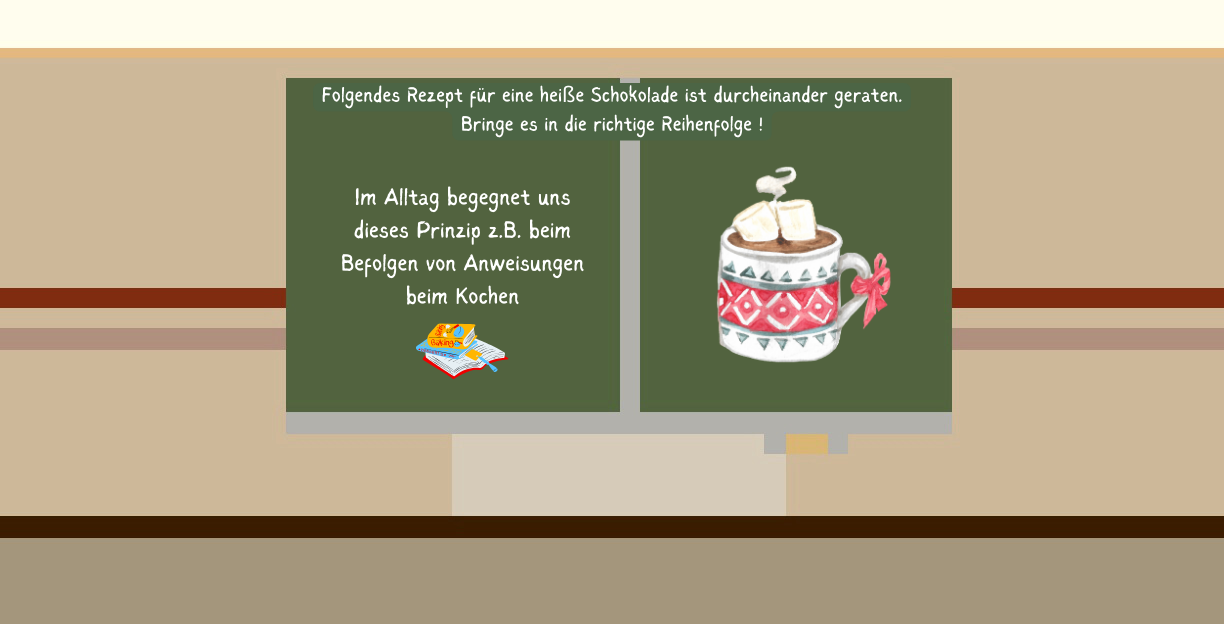 Folgendes Rezept für eine heiße Schokolade ist durcheinander geraten.
Bringe es in die richtige Reihenfolge !
Im Alltag begegnet uns
dieses Prinzip z.B. beim
Befolgen von Anweisungen
beim Kochen